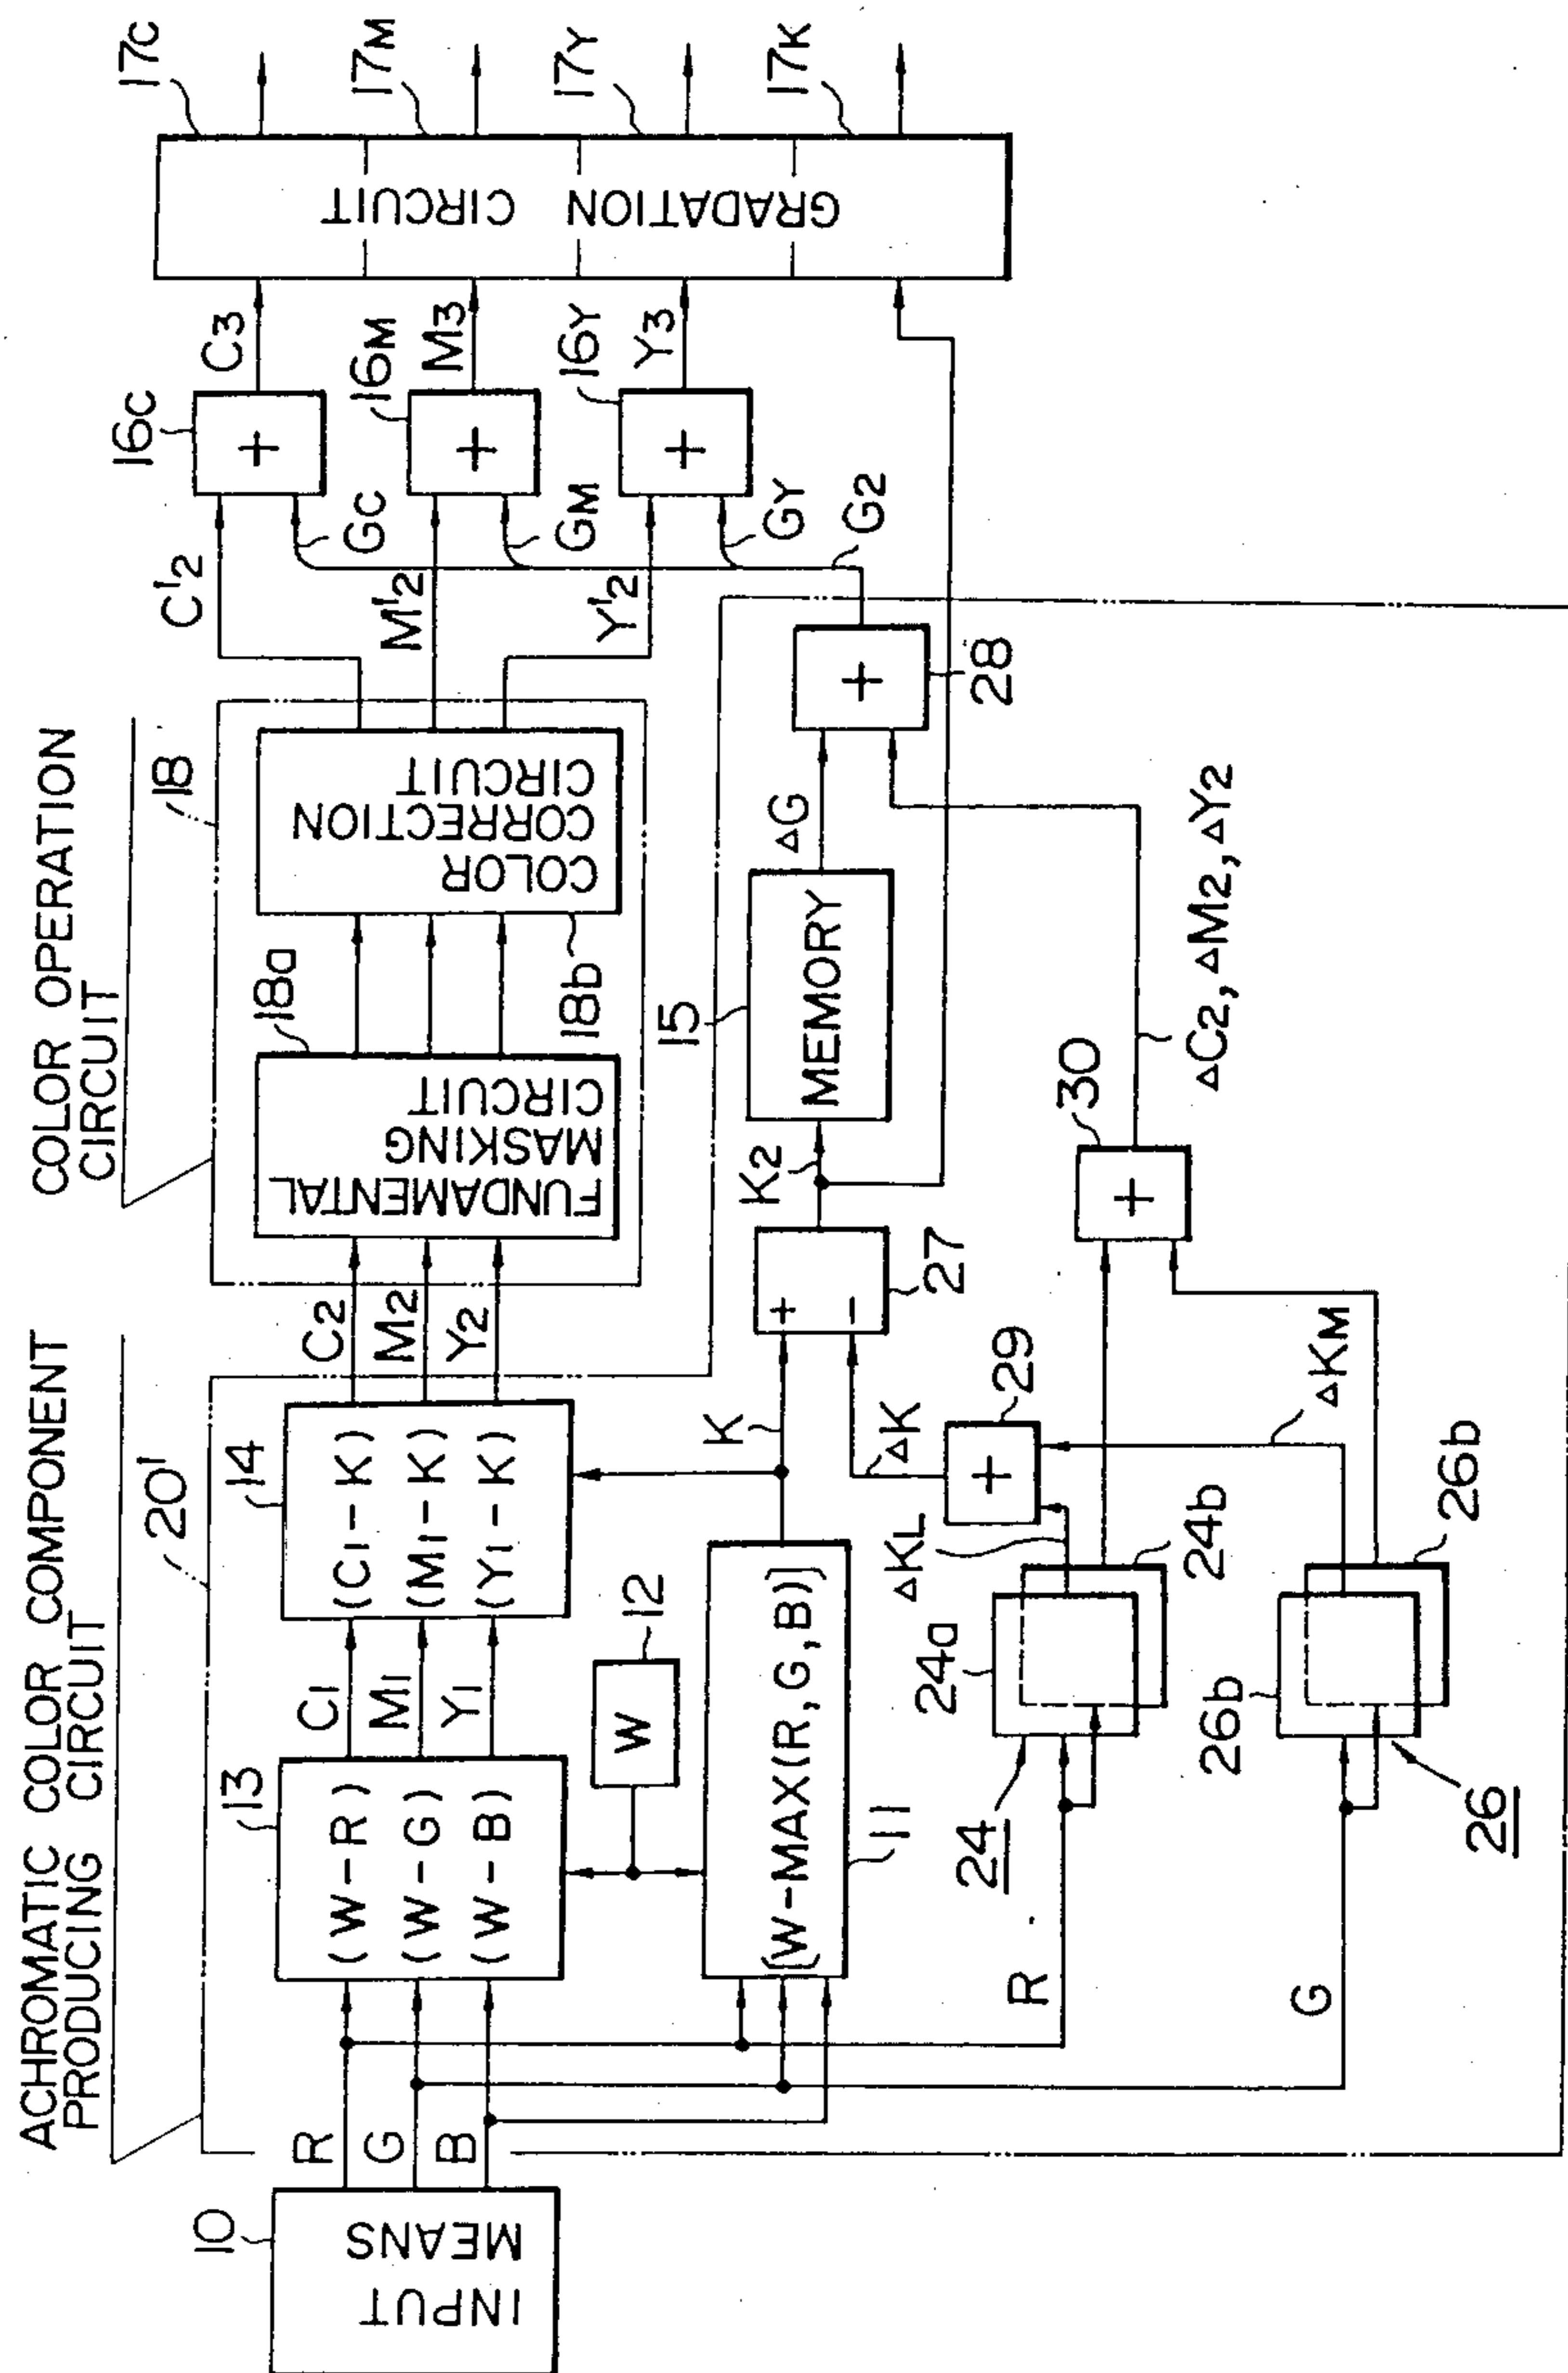 ACHROMATIC COLOR COMPONENT
PRODUCING CIRCUIT
20'
COLOR OPERATION
CIRCUIT
18
10
INPUT
MEANS
R
G
B
13
(W-R)
(W-G)
(W-B)
C1
M1
Y1
14
(C1-K)
(M1-K)
(Y1-K)
C2
M2
Y2
18a
FUNDAMENTAL
MASKING
CIRCUIT
18b
COLOR
CORRECTION
CIRCUIT
C'2
M'2
Y'2
16C
+
GC
C3
16M
+
GM
M3
16Y
+
GY
Y3
G2
GRADATION CIRCUIT
17C
17M
17Y
17K
W
12
[W-MAX(R,G,B)]
11
K
ΔK
+
-
27
K2
15
MEMORY
ΔG
+
28
R
24
24a
24b
ΔKL
+
29
ΔKM
+
30
ΔC2, ΔM2, ΔY2
G
26
26b
26b